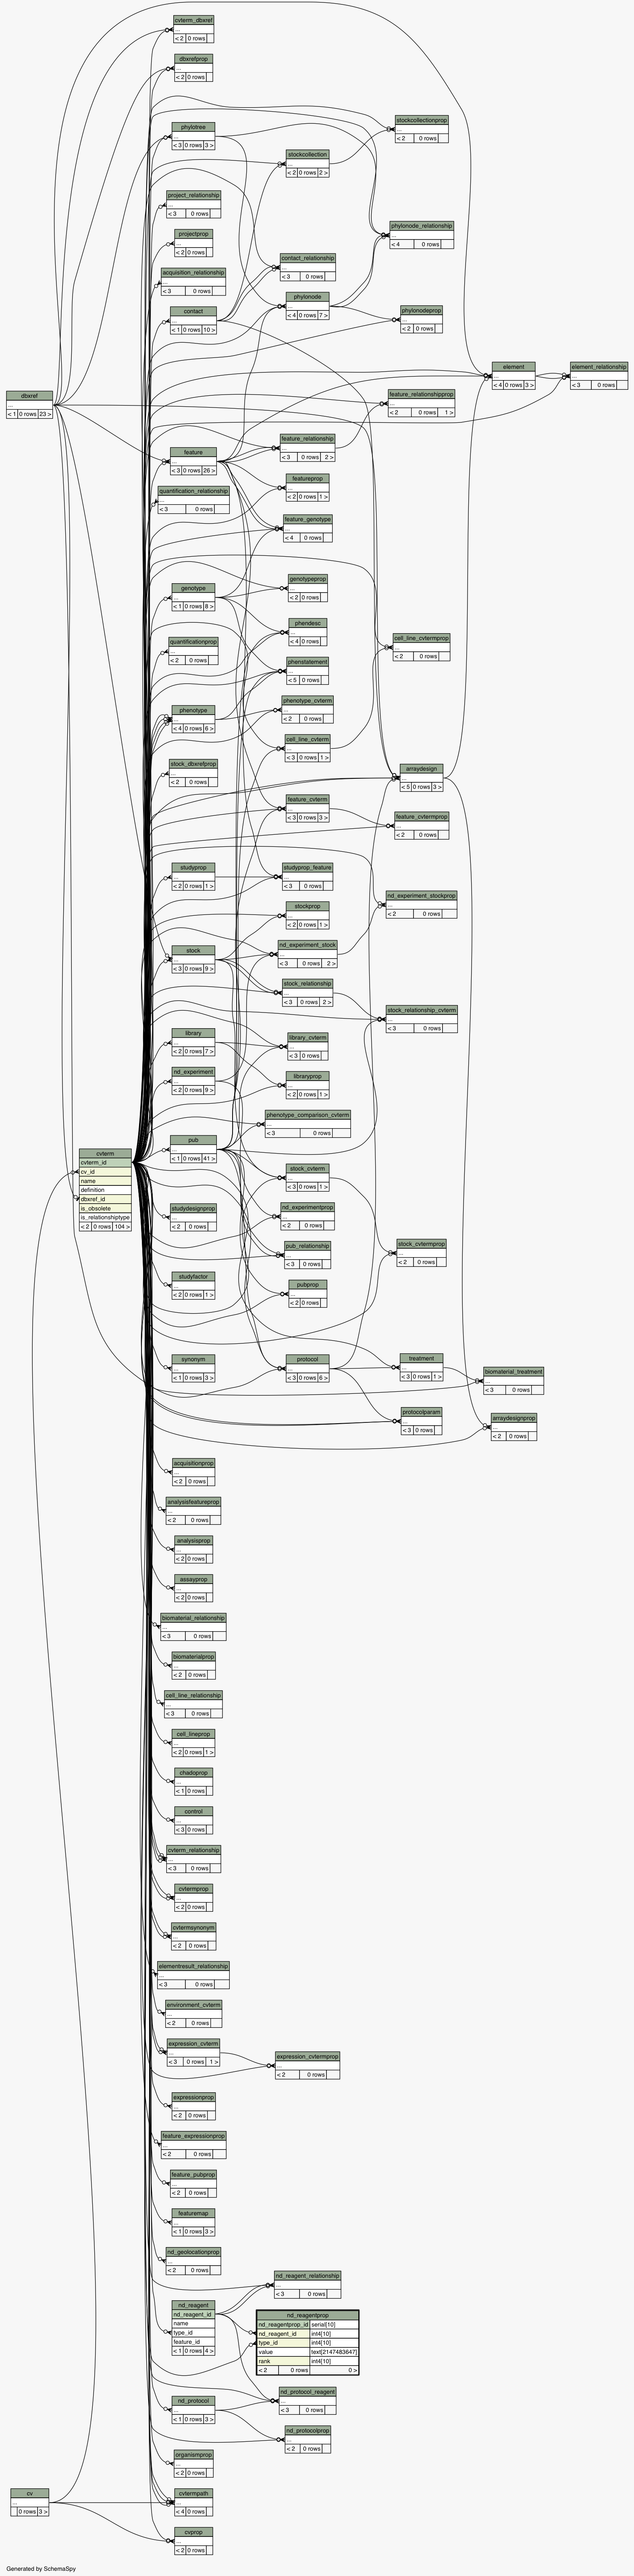 cvterm_dbxref
...
< 2 0 rows
dbxrefprop
...
< 2 0 rows
stockcollectionprop
...
< 2 0 rows
phylotree
...
< 3 0 rows 3 >
stockcollection
...
< 2 0 rows 2 >
project_relationship
...
< 3 0 rows
phylonode_relationship
...
< 4 0 rows
projectprop
...
< 2 0 rows
contact_relationship
...
< 3 0 rows
acquisition_relationship
...
< 3 0 rows
phylonode
...
< 4 0 rows 7 >
contact
...
< 1 0 rows 10 >
phylonodeprop
...
< 2 0 rows
element
...
< 4 0 rows 3 >
element_relationship
...
< 3 0 rows
dbxref
...
< 1 0 rows 23 >
feature_relationshipprop
...
< 2 0 rows 1 >
feature_relationship
...
< 3 0 rows 2 >
feature
...
< 3 0 rows 26 >
featureprop
...
< 2 0 rows 1 >
quantification_relationship
...
< 3 0 rows
feature_genotype
...
< 4 0 rows
genotypeprop
...
< 2 0 rows
genotype
...
< 1 0 rows 8 >
phendesc
...
< 4 0 rows
cell_line_cvtermprop
...
< 2 0 rows
quantificationprop
...
< 2 0 rows
phenstatement
...
< 5 0 rows
phenotype_cvterm
...
< 2 0 rows
phenotype
...
< 4 0 rows 6 >
cell_line_cvterm
...
< 3 0 rows 1 >
stock_dbxrefprop
...
< 2 0 rows
arraydesign
...
< 5 0 rows 3 >
feature_cvterm
...
< 3 0 rows 3 >
feature_cvtermprop
...
< 2 0 rows
studyprop
...
< 2 0 rows 1 >
studyprop_feature
...
< 3 0 rows
nd_experiment_stockprop
...
< 2 0 rows
stockprop
...
< 2 0 rows 1 >
nd_experiment_stock
...
< 3 0 rows 2 >
stock
...
< 3 0 rows 9 >
stock_relationship
...
< 3 0 rows 2 >
stock_relationship_cvterm
...
< 3 0 rows
library
...
< 2 0 rows 7 >
library_cvterm
...
< 3 0 rows
nd_experiment
...
< 2 0 rows 9 >
libraryprop
...
< 2 0 rows 1 >
phenotype_comparison_cvterm
...
< 3 0 rows
pub
...
< 1 0 rows 41 >
cvterm
cvterm_id
cv_id
name
definition
dbxref_id
is_obsolete
is_relationshiptype
< 2 0 rows 104 >
stock_cvterm
...
< 3 0 rows 1 >
studydesignprop
...
< 2 0 rows
nd_experimentprop
...
< 2 0 rows
pub_relationship
...
< 3 0 rows
stock_cvtermprop
...
< 2 0 rows
studyfactor
...
< 2 0 rows 1 >
pubprop
...
< 2 0 rows
synonym
...
< 1 0 rows 3 >
protocol
...
< 3 0 rows 6 >
treatment
...
< 3 0 rows 1 >
biomaterial_treatment
...
< 3 0 rows
protocolparam
...
< 3 0 rows
arraydesignprop
...
< 2 0 rows
acquisitionprop
...
< 2 0 rows
analysisfeatureprop
...
< 2 0 rows
analysisprop
...
< 2 0 rows
assayprop
...
< 2 0 rows
biomaterial_relationship
...
< 3 0 rows
biomaterialprop
...
< 2 0 rows
cell_line_relationship
...
< 3 0 rows
cell_lineprop
...
< 2 0 rows 1 >
chadoprop
...
< 1 0 rows
control
...
< 3 0 rows
cvterm_relationship
...
< 3 0 rows
cvtermprop
...
< 2 0 rows
cvtermsynonym
...
< 2 0 rows
elementresult_relationship
...
< 3 0 rows
environment_cvterm
...
< 2 0 rows
expression_cvterm
...
< 3 0 rows 1 >
expression_cvtermprop
...
< 2 0 rows
expressionprop
...
< 2 0 rows
feature_expressionprop
...
< 2 0 rows
feature_pubprop
...
< 2 0 rows
featuremap
...
< 1 0 rows 3 >
nd_geolocationprop
...
< 2 0 rows
nd_reagent_relationship
...
< 3 0 rows
nd_reagent
nd_reagent_id
name
type_id
feature_id
< 1 0 rows 4 >
nd_reagentprop
nd_reagentprop_id serial[10]
nd_reagent_id int4[10]
type_id int4[10]
value text[2147483647]
rank int4[10]
< 2 0 rows 0 >
nd_protocol_reagent
...
< 3 0 rows
nd_protocol
...
< 1 0 rows 3 >
nd_protocolprop
...
< 2 0 rows
organismprop
...
< 2 0 rows
cv
...
0 rows 3 >
cvtermpath
...
< 4 0 rows
cvprop
...
< 2 0 rows
Generated by SchemaSpy